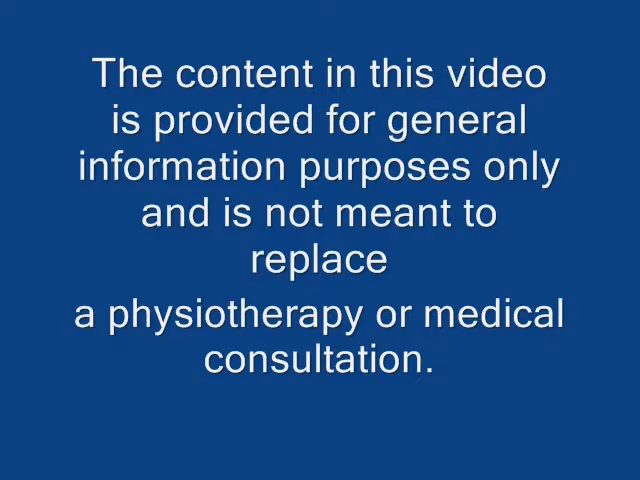 The content in this video
is provided for general
information purposes only
and is not meant to
replace
a physiotherapy or medical
consultation.